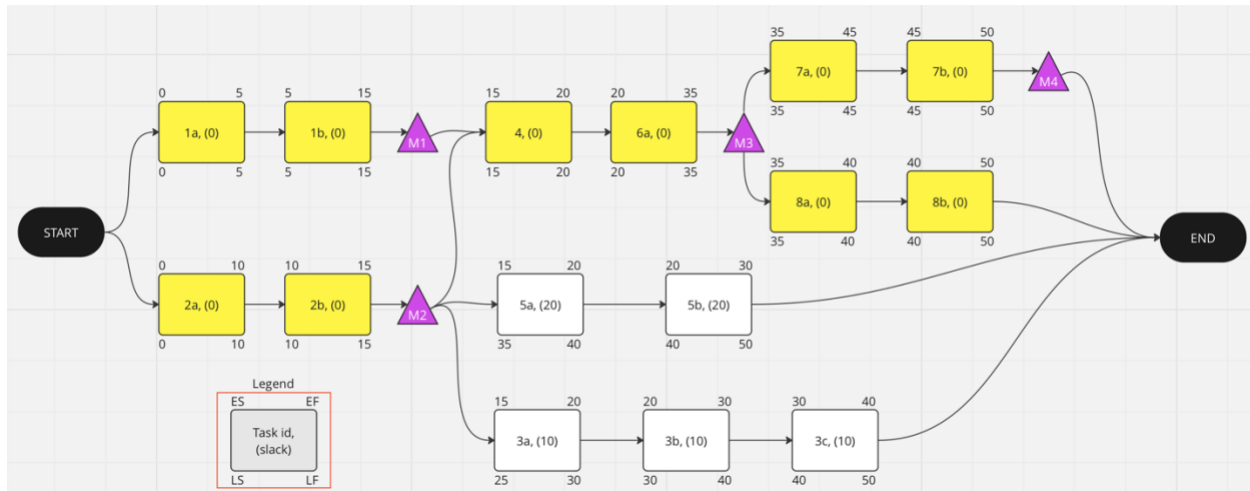 35 45 45 50
7a, (0) 7b, (0) M4
35 45 45 50
0 5 5 15 15 20 20 35
1a, (0) 1b, (0) M1 4, (0) 6a, (0) M3
0 5 5 15 15 20 20 35
35 40 40 50
8a, (0) 8b, (0)
35 40 40 50
START END
0 10 10 15 15 20 20 30
2a, (0) 2b, (0) M2 5a, (20) 5b, (20)
0 10 10 15 35 40 40 50
Legend
ES EF
Task id,
(slack)
LS LF
15 20 20 30 30 40
3a, (10) 3b, (10) 3c, (10)
25 30 30 40 40 50